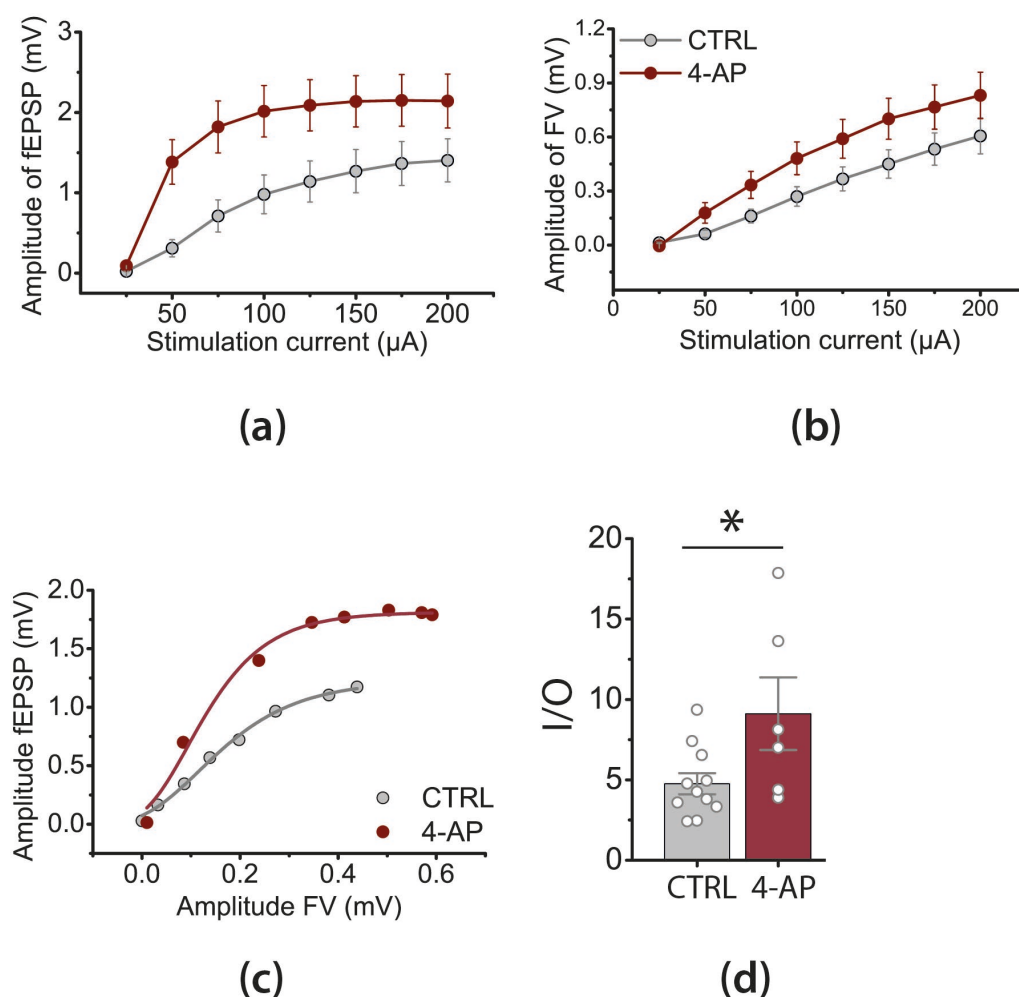 Amplitude of fEPSP (mV)
3
2
1
0
50 100 150 200
Stimulation current (µA)
(a)
Amplitude of FV (mV)
1.2
0.9
0.6
0.3
0.0
CTRL
4-AP
0 50 100 150 200
Stimulation current (µA)
(b)
Amplitude fEPSP (mV)
2.0
1.5
1.0
0.5
0.0
CTRL
4-AP
0.0 0.2 0.4 0.6
Amplitude FV (mV)
(c)
I/O
20
15
10
5
0
*
CTRL 4-AP
(d)